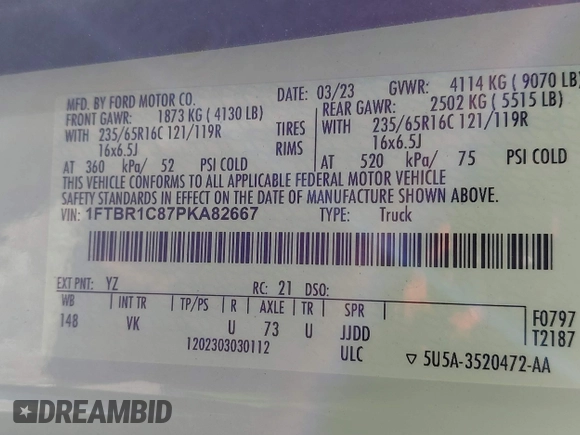 MFD. BY FORD MOTOR CO.
DATE: 03/23 GVWR: 4114 KG ( 9070 LB)
FRONT GAWR: 1873 KG ( 4130 LB)
REAR GAWR: 2502 KG ( 5515 LB)
WITH 235/65R16C 121/119R TIRES WITH 235/65R16C 121/119R
16x6.5J RIMS 16x6.5J
AT 360 kPa/ 52 PSI COLD AT 520 kPa/ 75 PSI COLD
THIS VEHICLE CONFORMS TO ALL APPLICABLE FEDERAL MOTOR VEHICLE
SAFETY STANDARDS IN EFFECT ON THE DATE OF MANUFACTURE SHOWN ABOVE.
VIN: 1FTBR1C87PKA82667 TYPE: Truck
EXT PNT: YZ RC: 21 DSO:
WB INT TR TP/PS R AXLE TR SPR
148 VK U 73 U JJDD
F0797
T2187
1202303030112 ULC ▽ 5U5A-3520472-AA
DREAMBID